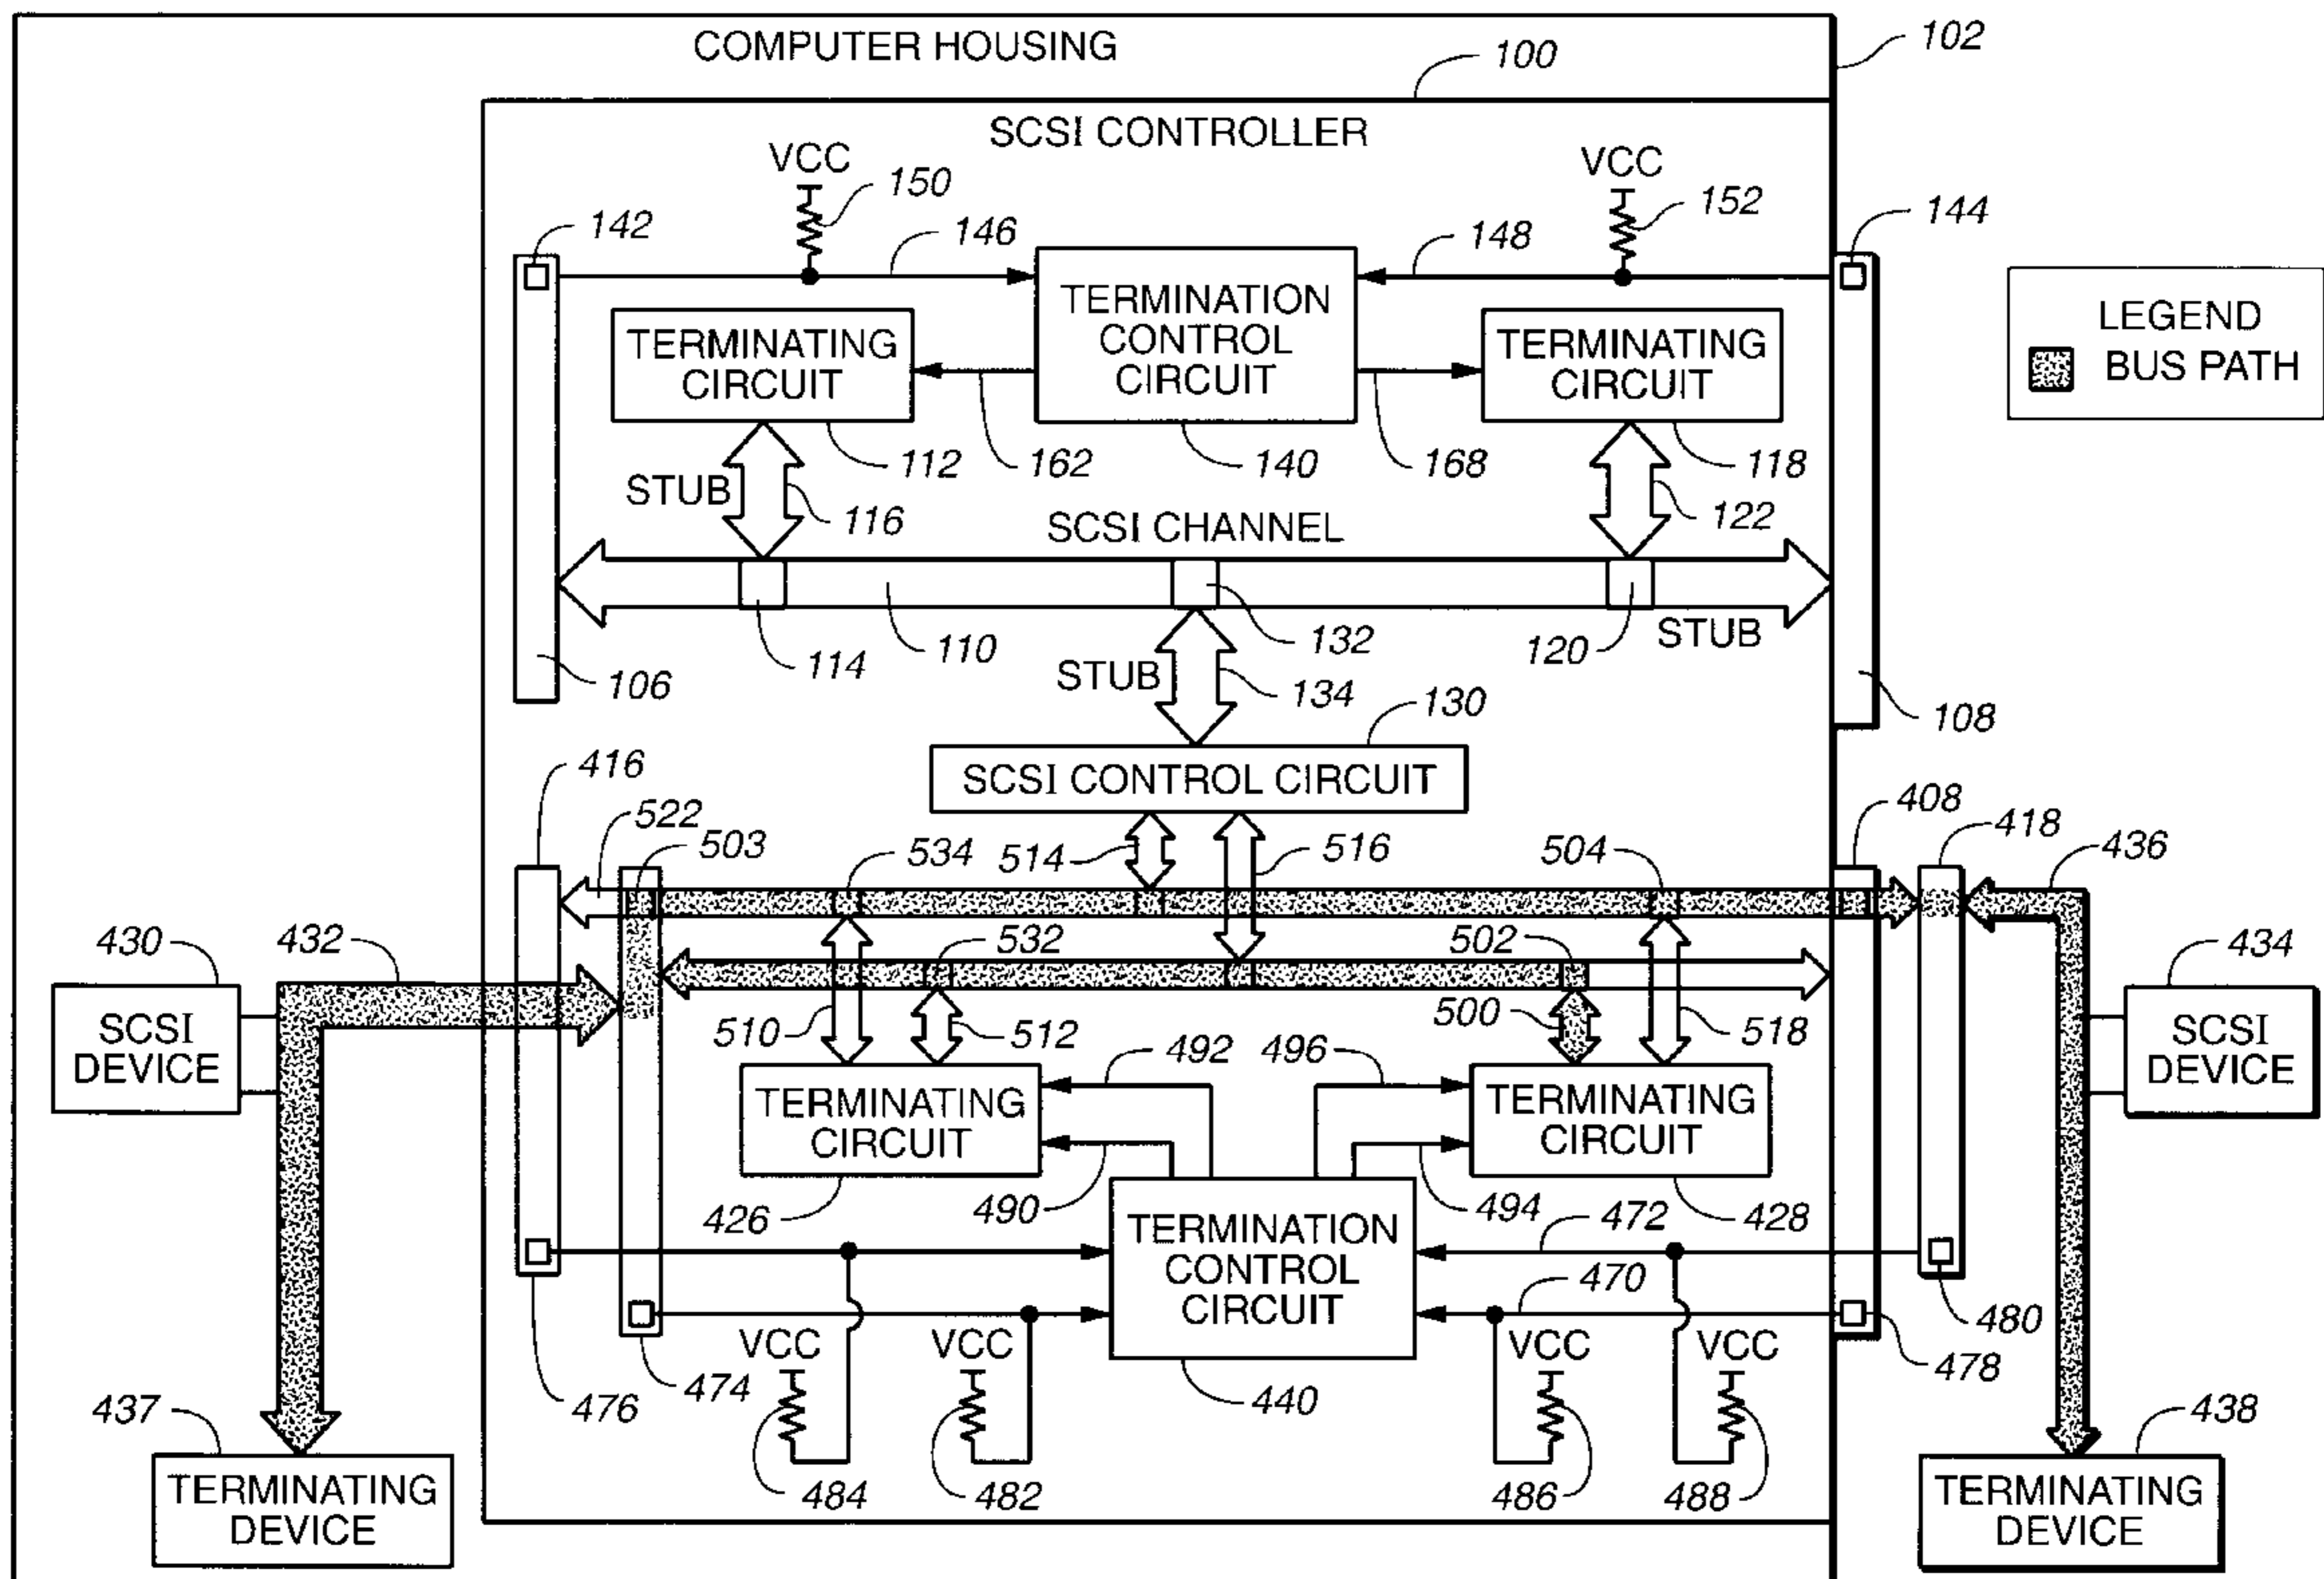 COMPUTER HOUSING
102
100
SCSI CONTROLLER
VCC
150
VCC
152
142
146
148
144
TERMINATION
CONTROL
CIRCUIT
TERMINATING
CIRCUIT
TERMINATING
CIRCUIT
LEGEND
BUS PATH
112
162
140
168
118
STUB
116
SCSI CHANNEL
122
106
114
110
STUB
132
134
120
STUB
108
130
416
SCSI CONTROL CIRCUIT
408
522
503
534
514
516
504
418
436
430
432
532
502
434
SCSI
DEVICE
510
512
500
518
SCSI
DEVICE
492
496
TERMINATING
CIRCUIT
TERMINATING
CIRCUIT
426
490
494
472
428
TERMINATION
CONTROL
CIRCUIT
470
480
VCC
VCC
VCC
VCC
478
437
476
474
440
438
484
482
486
488
TERMINATING
DEVICE
TERMINATING
DEVICE